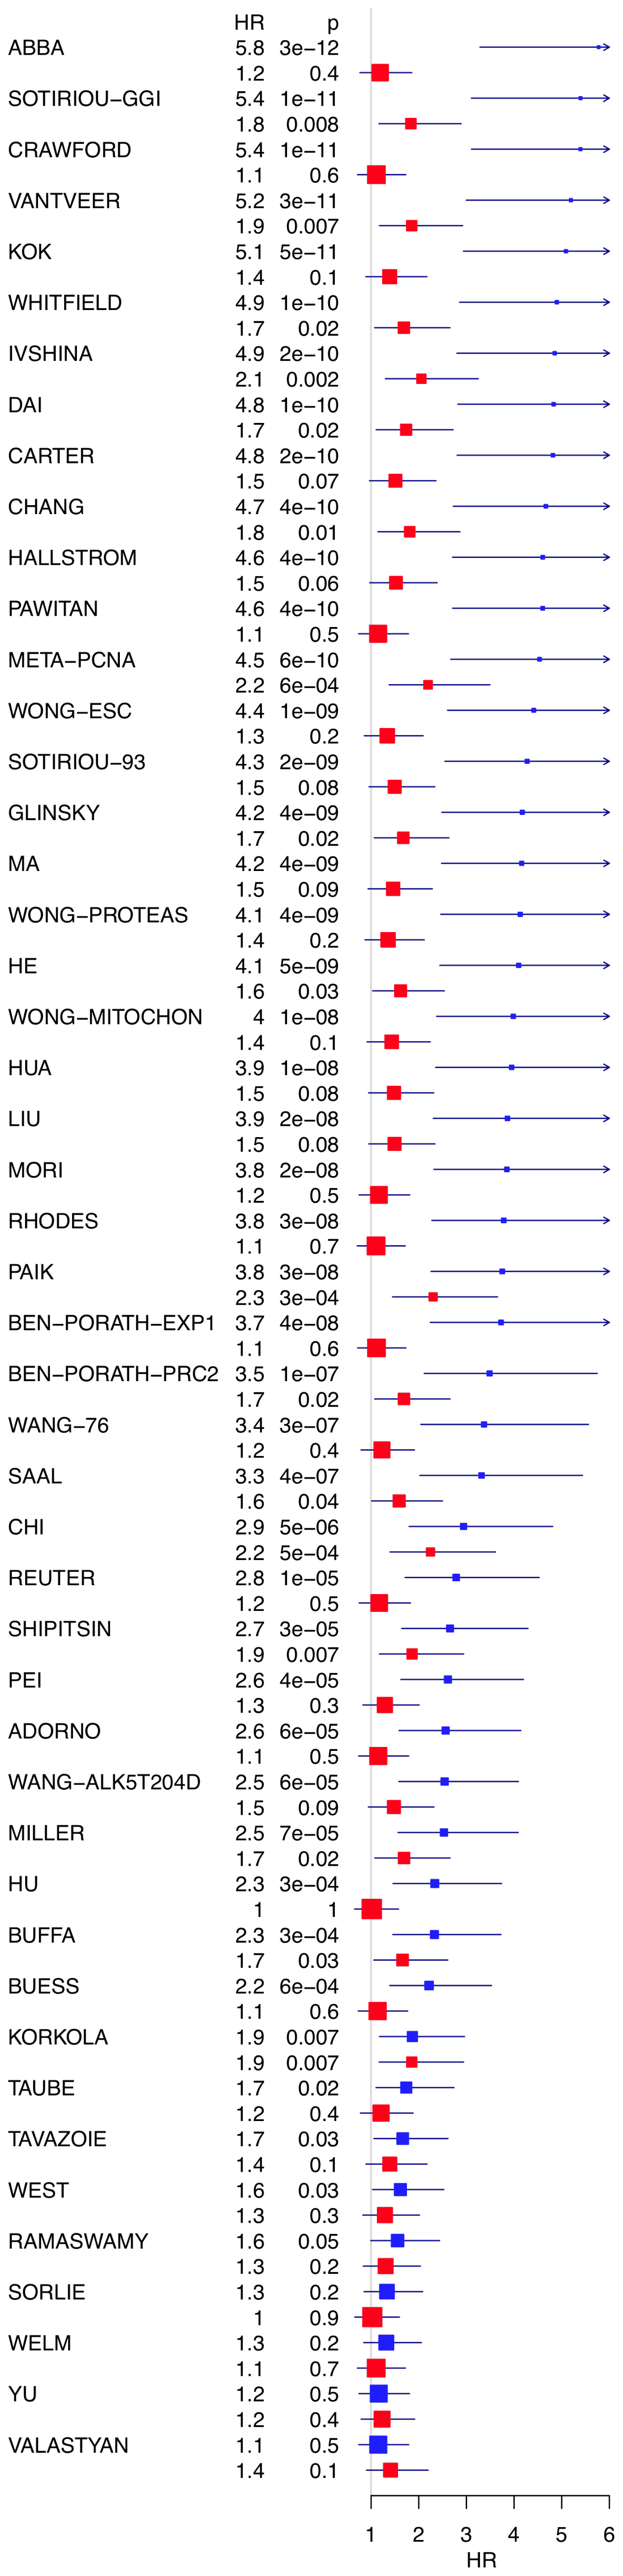 HR p
ABBA 5.8 3e−12
1.2 0.4
SOTIRIOU−GGI 5.4 1e−11
1.8 0.008
CRAWFORD 5.4 1e−11
1.1 0.6
VANTVEER 5.2 3e−11
1.9 0.007
KOK 5.1 5e−11
1.4 0.1
WHITFIELD 4.9 1e−10
1.7 0.02
IVSHINA 4.9 2e−10
2.1 0.002
DAI 4.8 1e−10
1.7 0.02
CARTER 4.8 2e−10
1.5 0.07
CHANG 4.7 4e−10
1.8 0.01
HALLSTROM 4.6 4e−10
1.5 0.06
PAWITAN 4.6 4e−10
1.1 0.5
META−PCNA 4.5 6e−10
2.2 6e−04
WONG−ESC 4.4 1e−09
1.3 0.2
SOTIRIOU−93 4.3 2e−09
1.5 0.08
GLINSKY 4.2 4e−09
1.7 0.02
MA 4.2 4e−09
1.5 0.09
WONG−PROTEAS 4.1 4e−09
1.4 0.2
HE 4.1 5e−09
1.6 0.03
WONG−MITOCHON 4 1e−08
1.4 0.1
HUA 3.9 1e−08
1.5 0.08
LIU 3.9 2e−08
1.5 0.08
MORI 3.8 2e−08
1.2 0.5
RHODES 3.8 3e−08
1.1 0.7
PAIK 3.8 3e−08
2.3 3e−04
BEN−PORATH−EXP1 3.7 4e−08
1.1 0.6
BEN−PORATH−PRC2 3.5 1e−07
1.7 0.02
WANG−76 3.4 3e−07
1.2 0.4
SAAL 3.3 4e−07
1.6 0.04
CHI 2.9 5e−06
2.2 5e−04
REUTER 2.8 1e−05
1.2 0.5
SHIPITSIN 2.7 3e−05
1.9 0.007
PEI 2.6 4e−05
1.3 0.3
ADORNO 2.6 6e−05
1.1 0.5
WANG−ALK5T204D 2.5 6e−05
1.5 0.09
MILLER 2.5 7e−05
1.7 0.02
HU 2.3 3e−04
1 1
BUFFA 2.3 3e−04
1.7 0.03
BUESS 2.2 6e−04
1.1 0.6
KORKOLA 1.9 0.007
1.9 0.007
TAUBE 1.7 0.02
1.2 0.4
TAVAZOIE 1.7 0.03
1.4 0.1
WEST 1.6 0.03
1.3 0.3
RAMASWAMY 1.6 0.05
1.3 0.2
SORLIE 1.3 0.2
1 0.9
WELM 1.3 0.2
1.1 0.7
YU 1.2 0.5
1.2 0.4
VALASTYAN 1.1 0.5
1.4 0.1
1 2 3 4 5 6
HR